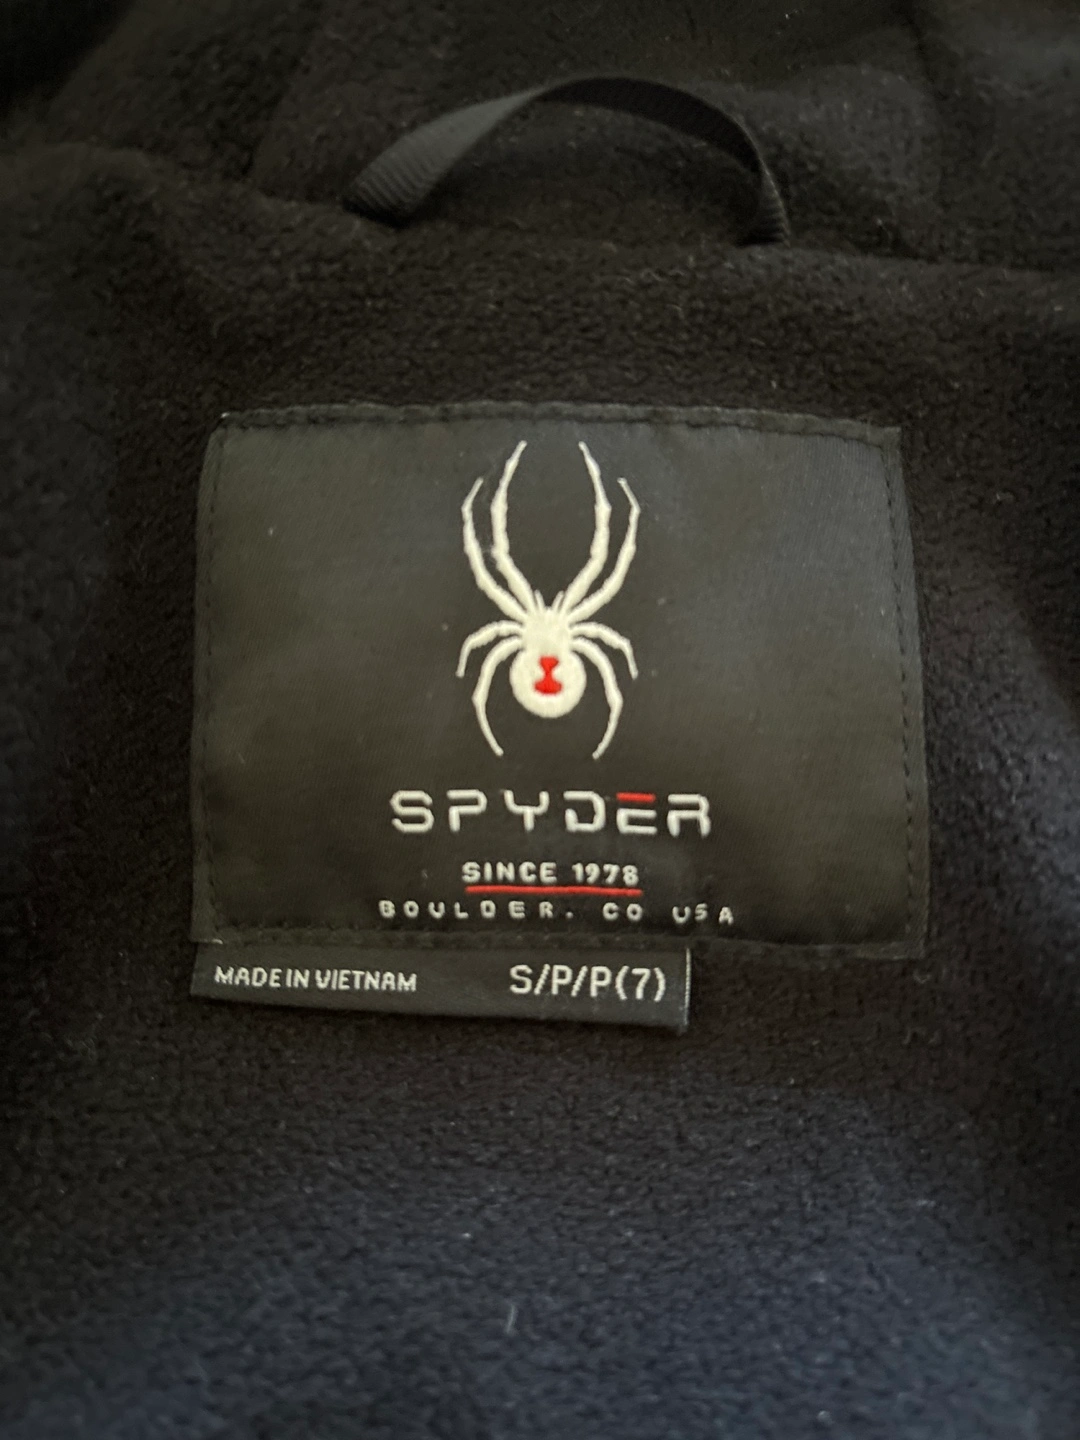 SPYDER
SINCE 1978
BOULDER. CO USA
MADE IN VIETNAM S/P/P(7)